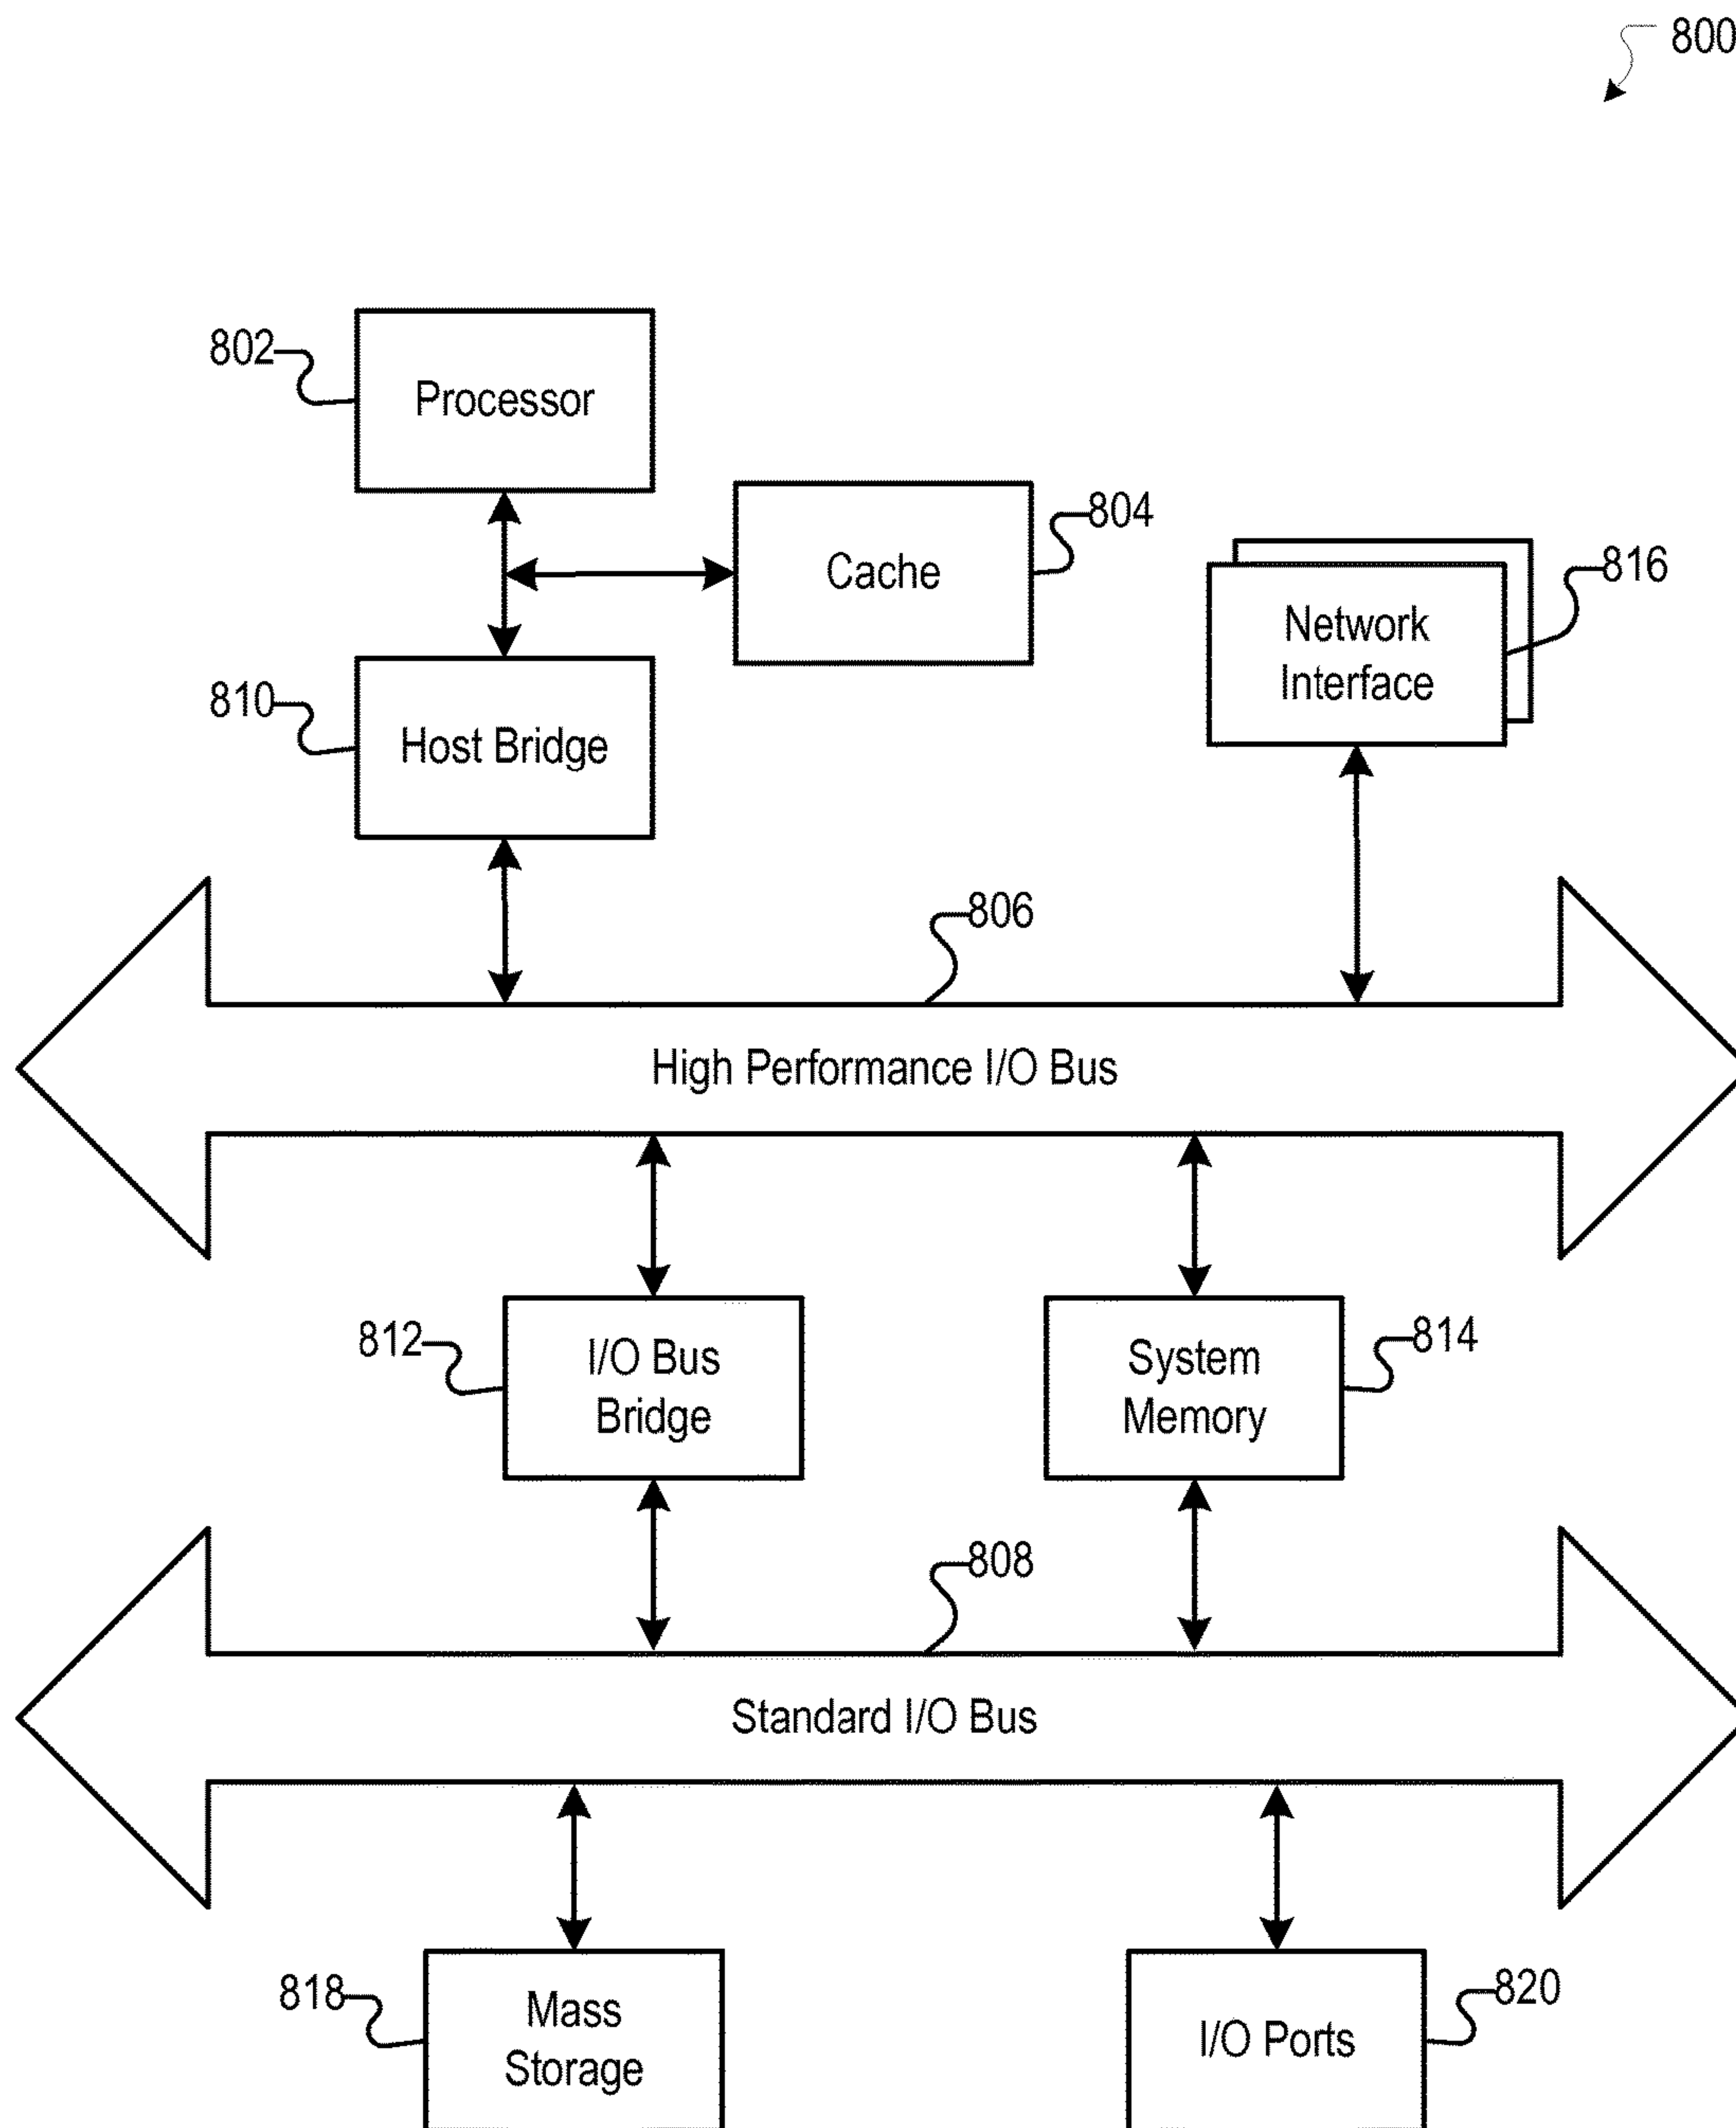 800
802
Processor
804
Cache
816
Network
Interface
810
Host Bridge
806
High Performance I/O Bus
812
I/O Bus
Bridge
814
System
Memory
808
Standard I/O Bus
818
Mass
Storage
820
I/O Ports